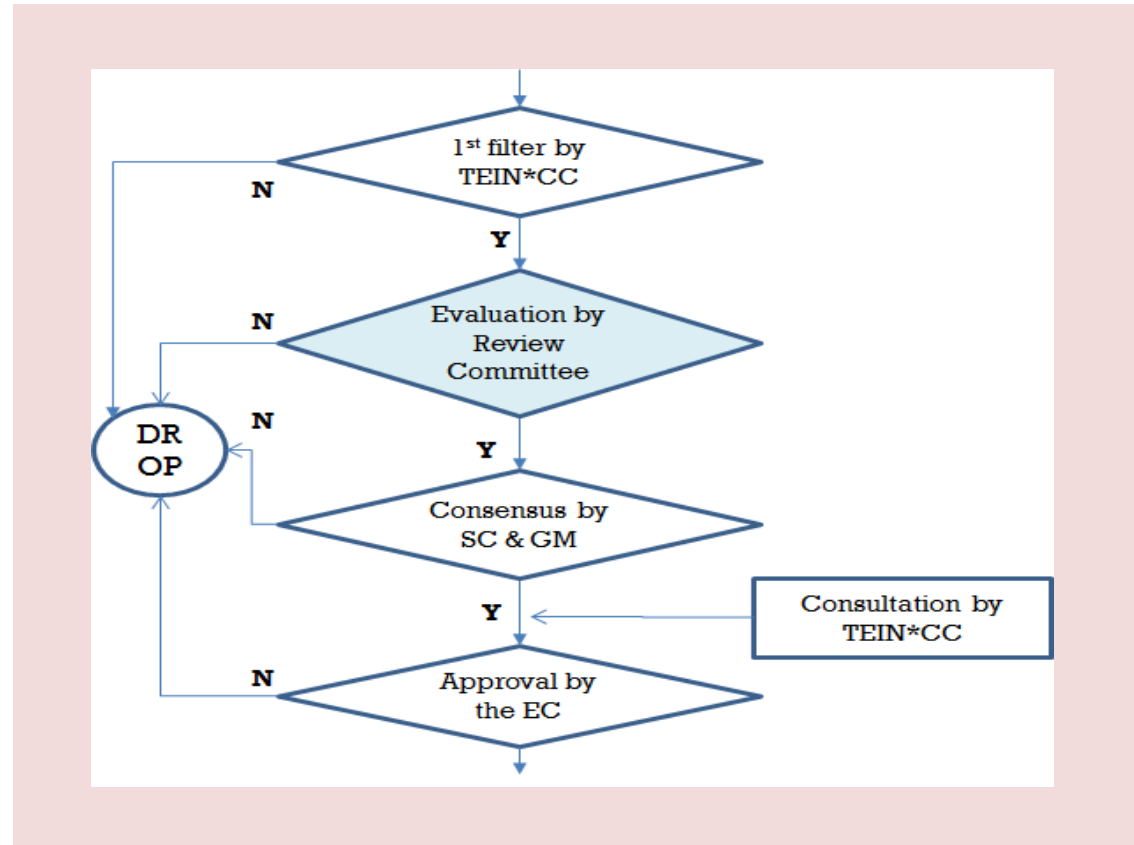 1st filter by
TEIN*CC
N
Y
Evaluation by
Review
Committee
N
Y
DR
OP
N
Consensus by
SC & GM
Y
Consultation by
TEIN*CC
N
Approval by
the EC